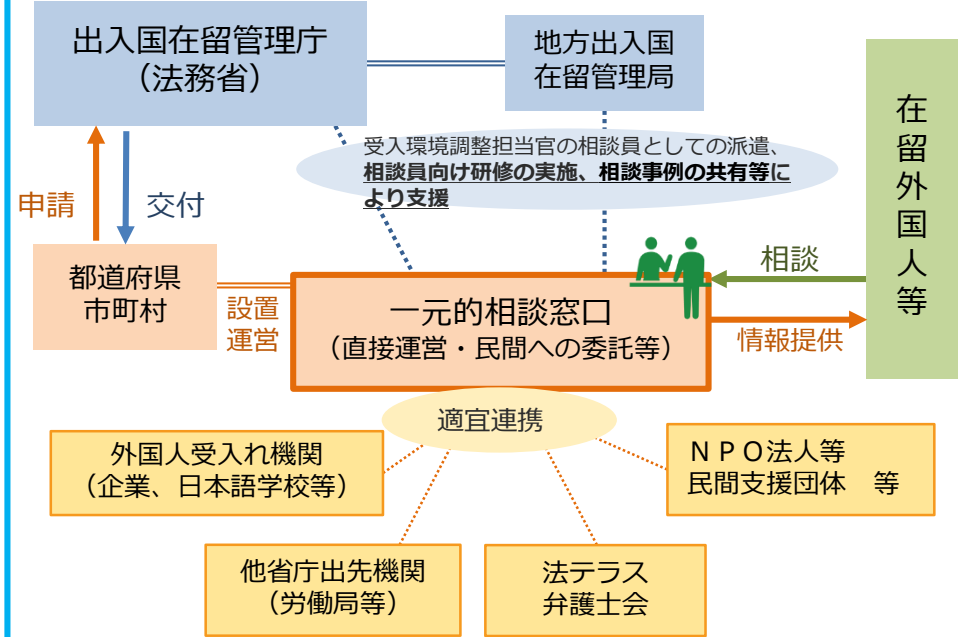 出入国在留管理庁
（法務省）
地方出入国
在留管理局
在留外国人等
受入環境調整担当官の相談員としての派遣、
相談員向け研修の実施、相談事例の共有等に
より支援
申請
交付
都道府県
市町村
設置
運営
一元的相談窓口
（直接運営・民間への委託等）
相談
情報提供
適宜連携
外国人受入れ機関
（企業、日本語学校等）
ＮＰＯ法人等
民間支援団体　等
他省庁出先機関
（労働局等）
法テラス
弁護士会